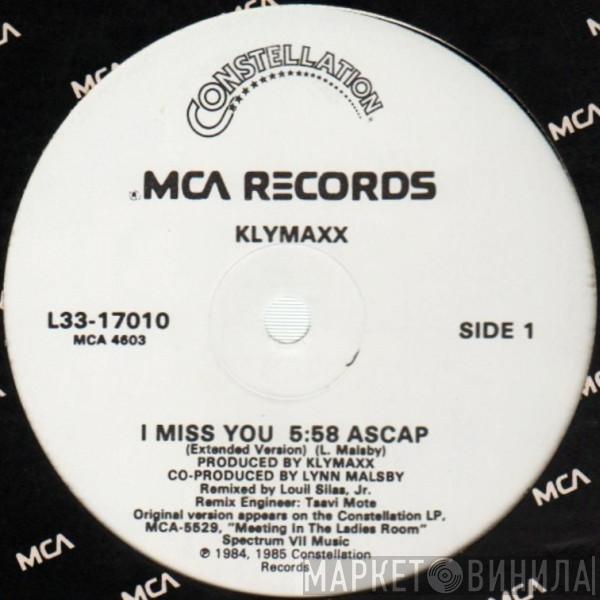 CONSTELLATION
MCA RECORDS
KLYMAXX
L33-17010
MCA 4603
SIDE 1
I MISS YOU 5:58 ASCAP
(Extended Version) (L. Malsby)
PRODUCED BY KLYMAXX
CO-PRODUCED BY LYNN MALSBY
Remixed by Louil Silas, Jr.
Remix Engineer: Tsavi Mote
Original version appears on the Constellation LP,
MCA-5529, "Meeting In The Ladies Room"
Spectrum VII Music
℗ 1984, 1985 Constellation
Records
MCA
MCA
MCA
MCA
MCA
МАРКЕТ ВИНИЛА